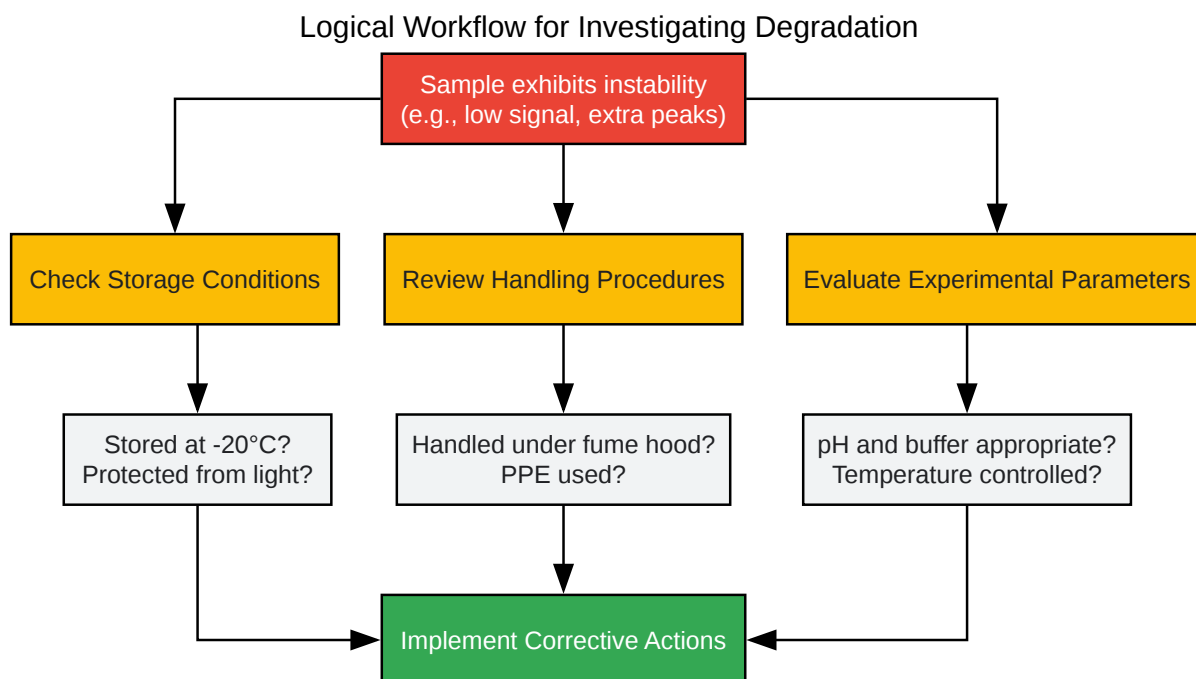 Logical Workflow for Investigating Degradation
Sample exhibits instability
(e.g., low signal, extra peaks)
Check Storage Conditions
Review Handling Procedures
Evaluate Experimental Parameters
Stored at -20°C?
Protected from light?
Handled under fume hood?
PPE used?
pH and buffer appropriate?
Temperature controlled?
Implement Corrective Actions